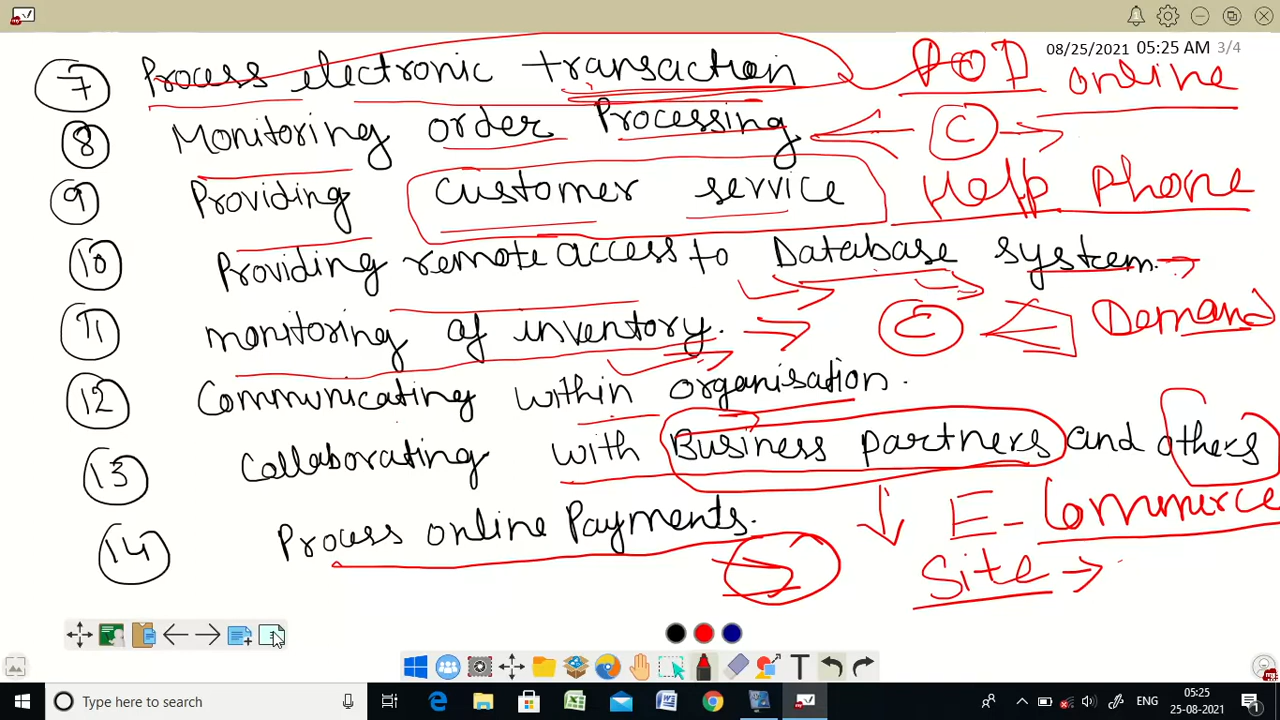 08/25/2021 05:25 AM 3/4
7 Process electronic transaction POD online
8 Monitoring order Processing C
9 Providing customer service Help Phone
10 Providing remote access to Database system.
11 monitoring of inventory. C Demand
12 Communicating within organisation.
13 Collaborating with Business partners and others
14 Process online Payments. E-Commerce
Site
T
Type here to search
ENG
05:25
25-08-2021